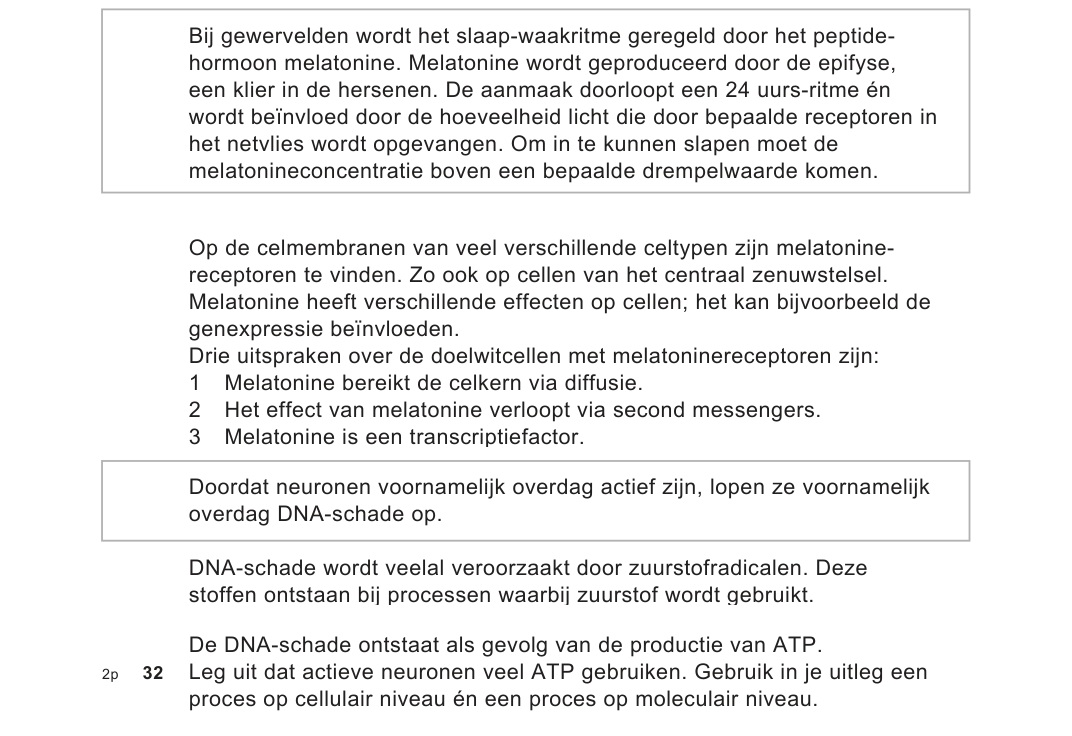 Bij gewervelden wordt het slaap-waakritme geregeld door het peptide-
hormoon melatonine. Melatonine wordt geproduceerd door de epifyse,
een klier in de hersenen. De aanmaak doorloopt een 24 uurs-ritme én
wordt beïnvloed door de hoeveelheid licht die door bepaalde receptoren in
het netvlies wordt opgevangen. Om in te kunnen slapen moet de
melatonineconcentratie boven een bepaalde drempelwaarde komen.
Op de celmembranen van veel verschillende celtypen zijn melatonine-
receptoren te vinden. Zo ook op cellen van het centraal zenuwstelsel.
Melatonine heeft verschillende effecten op cellen; het kan bijvoorbeeld de
genexpressie beïnvloeden.
Drie uitspraken over de doelwitcellen met melatoninereceptoren zijn:
1 Melatonine bereikt de celkern via diffusie.
2 Het effect van melatonine verloopt via second messengers.
3 Melatonine is een transcriptiefactor.
Doordat neuronen voornamelijk overdag actief zijn, lopen ze voornamelijk
overdag DNA-schade op.
DNA-schade wordt veelal veroorzaakt door zuurstofradicalen. Deze
stoffen ontstaan bij processen waarbij zuurstof wordt gebruikt.
De DNA-schade ontstaat als gevolg van de productie van ATP.
2p 32 Leg uit dat actieve neuronen veel ATP gebruiken. Gebruik in je uitleg een
proces op cellulair niveau én een proces op moleculair niveau.